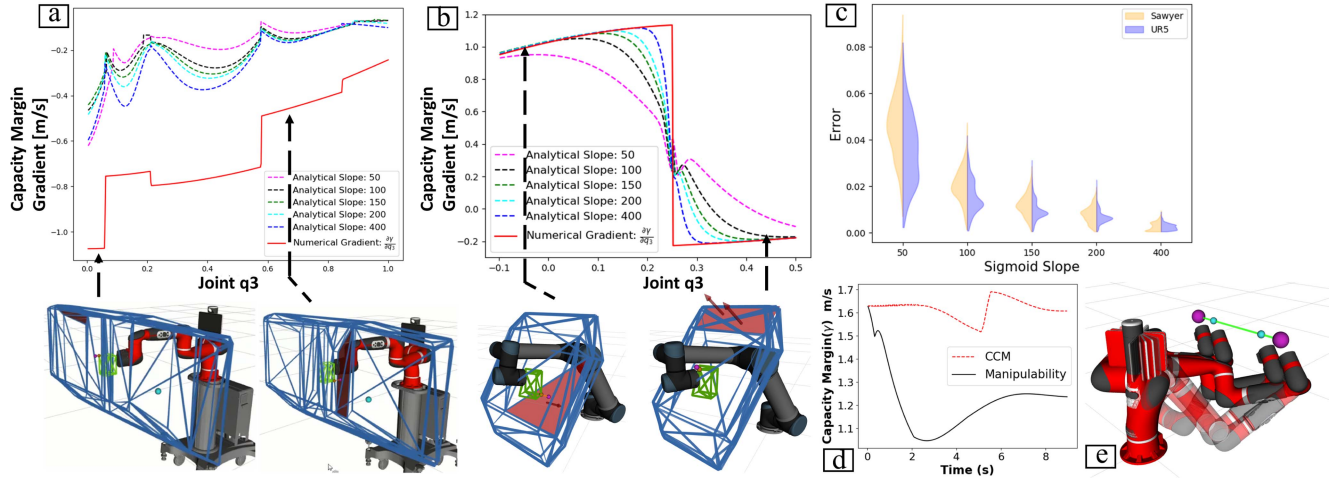 a
Capacity Margin
Gradient [m/s]
-0.2
-0.4
-0.6
-0.8
-1.0
0.0 0.2 0.4 0.6 0.8 1.0
Joint q3
Analytical Slope: 50
Analytical Slope: 100
Analytical Slope: 150
Analytical Slope: 200
Analytical Slope: 400
Numerical Gradient: ∂γ/∂q₃
b
Capacity Margin
Gradient [m/s]
1.0
0.8
0.6
0.4
0.2
0.0
-0.2
-0.1 0.0 0.1 0.2 0.3 0.4 0.5
Joint q3
Analytical Slope: 50
Analytical Slope: 100
Analytical Slope: 150
Analytical Slope: 200
Analytical Slope: 400
Numerical Gradient: ∂γ/∂q₃
c
Sawyer
UR5
Error
0.08
0.06
0.04
0.02
0.00
50 100 150 200 400
Sigmoid Slope
d
Capacity Margin(γ) m/s
1.7
1.6
1.5
1.4
1.3
1.2
1.1
0 2 4 6 8
Time (s)
CCM
Manipulability
e